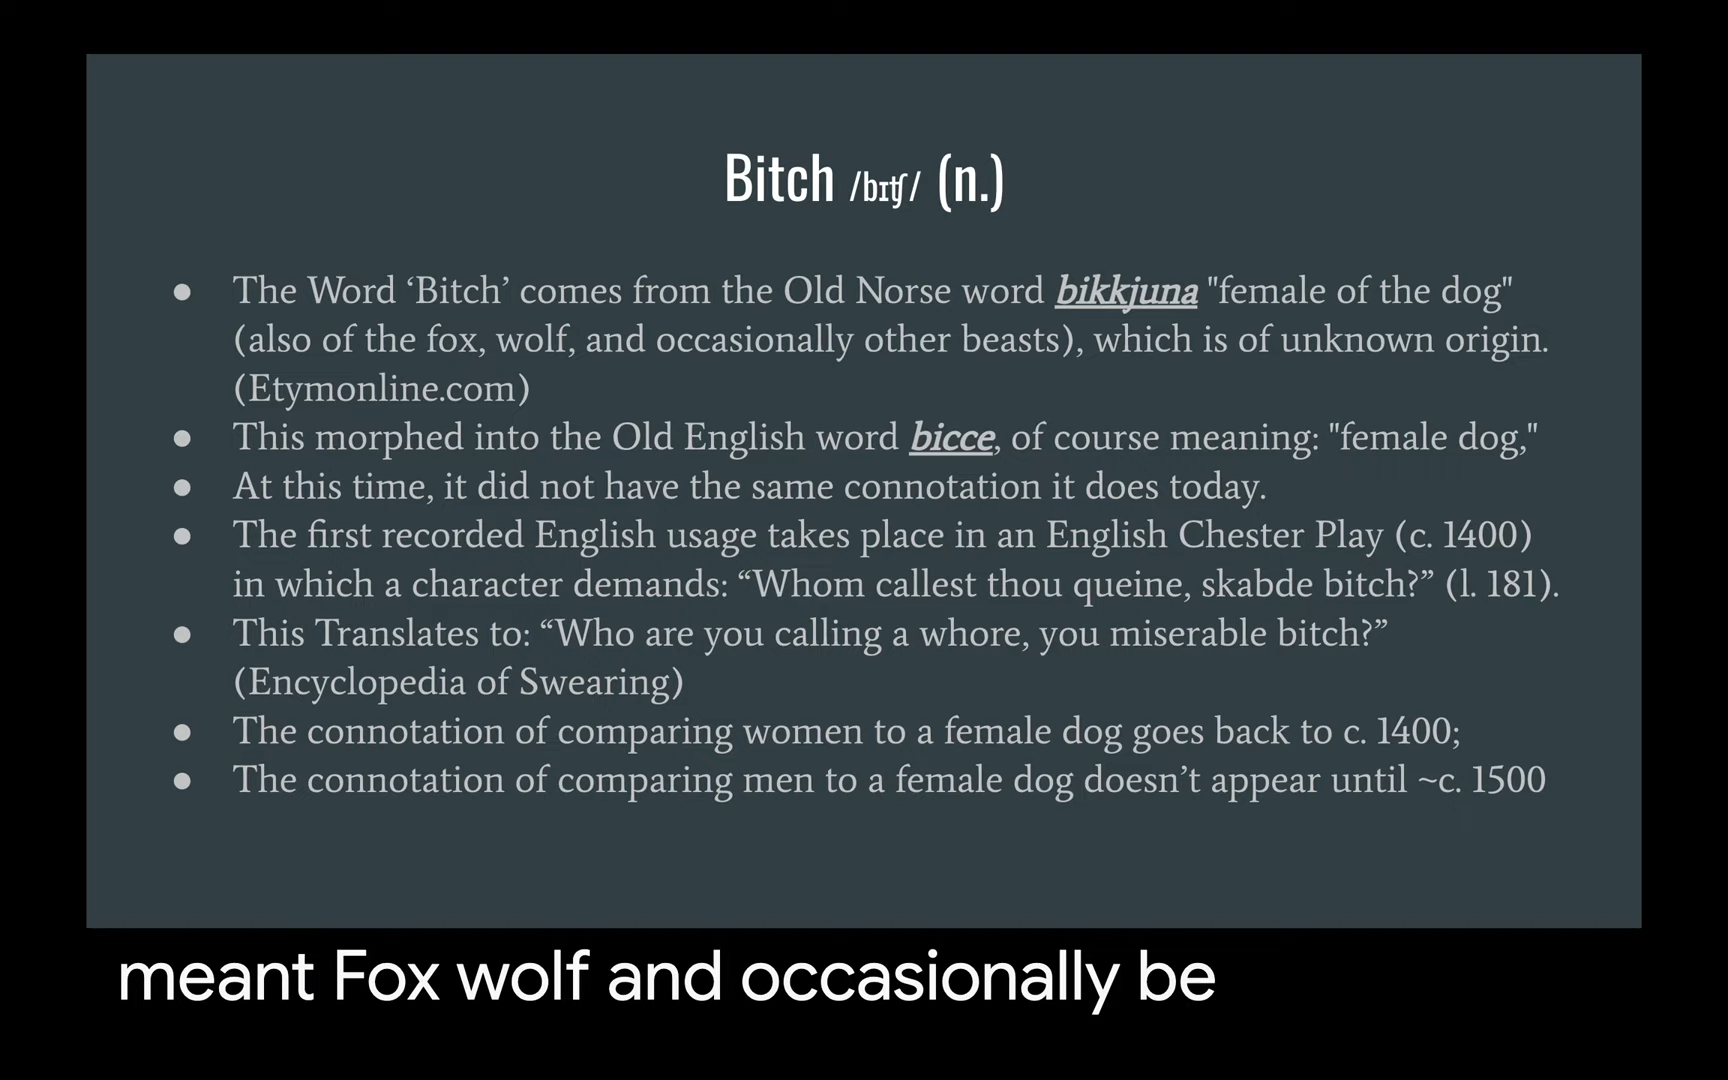 Bitch /bɪʧ/ (n.)
● The Word ‘Bitch’ comes from the Old Norse word bikkjuna "female of the dog"
(also of the fox, wolf, and occasionally other beasts), which is of unknown origin.
(Etymonline.com)
● This morphed into the Old English word bicce, of course meaning: "female dog,"
● At this time, it did not have the same connotation it does today.
● The first recorded English usage takes place in an English Chester Play (c. 1400)
in which a character demands: “Whom callest thou queine, skabde bitch?” (l. 181).
● This Translates to: “Who are you calling a whore, you miserable bitch?”
(Encyclopedia of Swearing)
● The connotation of comparing women to a female dog goes back to c. 1400;
● The connotation of comparing men to a female dog doesn’t appear until ~c. 1500
meant Fox wolf and occasionally be